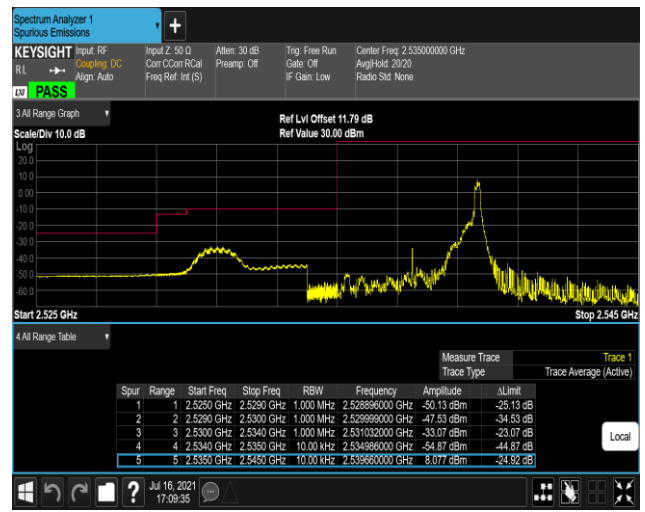 Spectrum Analyzer 1
Spurious Emissions
+
KEYSIGHT Input: RF Input Z: 50 Ω Atten: 30 dB Trig: Free Run Center Freq: 2.535000000 GHz
RL Coupling: DC Corr CCorr RCal Preamp: Off Gate: Off Avg|Hold: 20/20
Align: Auto Freq Ref: Int (S) IF Gain: Low Radio Std: None
LXI PASS
3 All Range Graph
Ref Lvl Offset 11.79 dB
Scale/Div 10.0 dB Ref Value 30.00 dBm
Log
20.0
10.0
0.00
-10.0
-20.0
-30.0
-40.0
-50.0
-60.0
Start 2.525 GHz Stop 2.545 GHz
4 All Range Table
Measure Trace Trace 1
Trace Type Trace Average (Active)
Spur Range Start Freq Stop Freq RBW Frequency Amplitude ΔLimit
1 1 2.5250 GHz 2.5290 GHz 1.000 MHz 2.528896000 GHz -50.13 dBm -25.13 dB
2 2 2.5290 GHz 2.5300 GHz 1.000 MHz 2.529999000 GHz -47.53 dBm -34.53 dB
3 3 2.5300 GHz 2.5340 GHz 1.000 MHz 2.531032000 GHz -33.07 dBm -23.07 dB
4 4 2.5340 GHz 2.5350 GHz 10.00 kHz 2.534986000 GHz -54.87 dBm -44.87 dB
5 5 2.5350 GHz 2.5450 GHz 10.00 kHz 2.539660000 GHz 8.077 dBm -24.92 dB
Local
? Jul 16, 2021
17:09:35